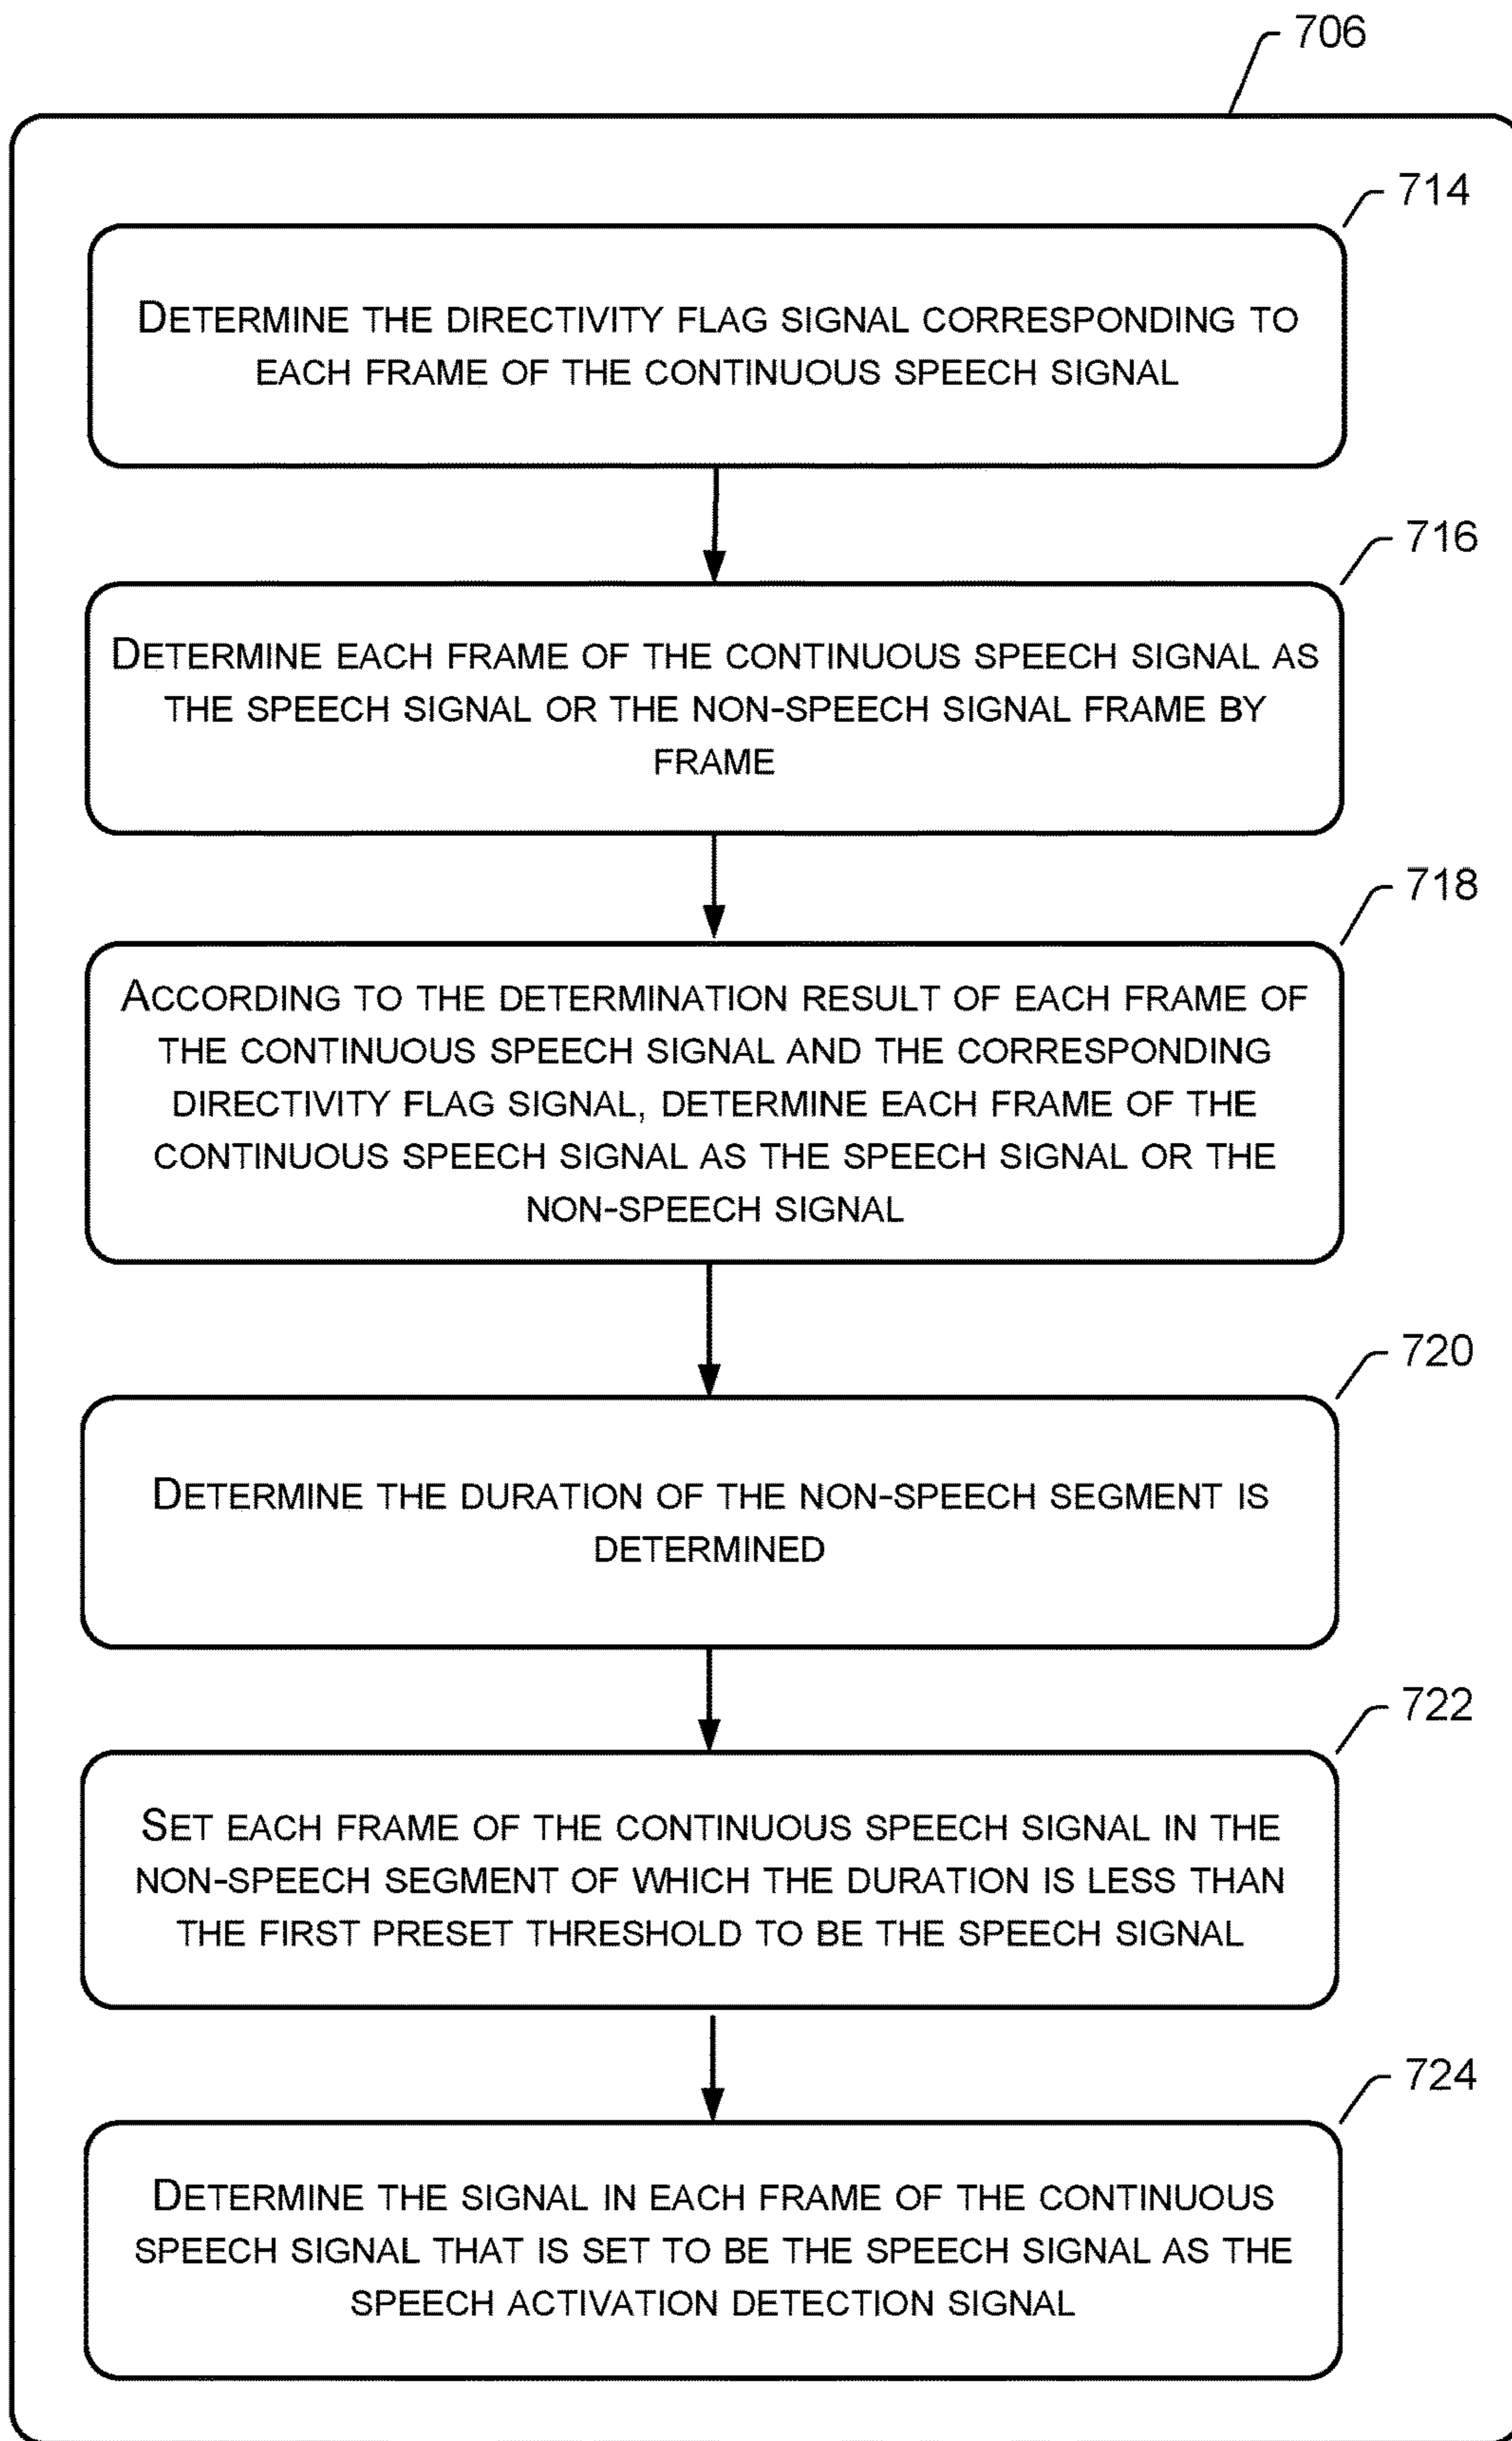 706
714
DETERMINE THE DIRECTIVITY FLAG SIGNAL CORRESPONDING TO
EACH FRAME OF THE CONTINUOUS SPEECH SIGNAL
716
DETERMINE EACH FRAME OF THE CONTINUOUS SPEECH SIGNAL AS
THE SPEECH SIGNAL OR THE NON-SPEECH SIGNAL FRAME BY
FRAME
718
ACCORDING TO THE DETERMINATION RESULT OF EACH FRAME OF
THE CONTINUOUS SPEECH SIGNAL AND THE CORRESPONDING
DIRECTIVITY FLAG SIGNAL, DETERMINE EACH FRAME OF THE
CONTINUOUS SPEECH SIGNAL AS THE SPEECH SIGNAL OR THE
NON-SPEECH SIGNAL
720
DETERMINE THE DURATION OF THE NON-SPEECH SEGMENT IS
DETERMINED
722
SET EACH FRAME OF THE CONTINUOUS SPEECH SIGNAL IN THE
NON-SPEECH SEGMENT OF WHICH THE DURATION IS LESS THAN
THE FIRST PRESET THRESHOLD TO BE THE SPEECH SIGNAL
724
DETERMINE THE SIGNAL IN EACH FRAME OF THE CONTINUOUS
SPEECH SIGNAL THAT IS SET TO BE THE SPEECH SIGNAL AS THE
SPEECH ACTIVATION DETECTION SIGNAL